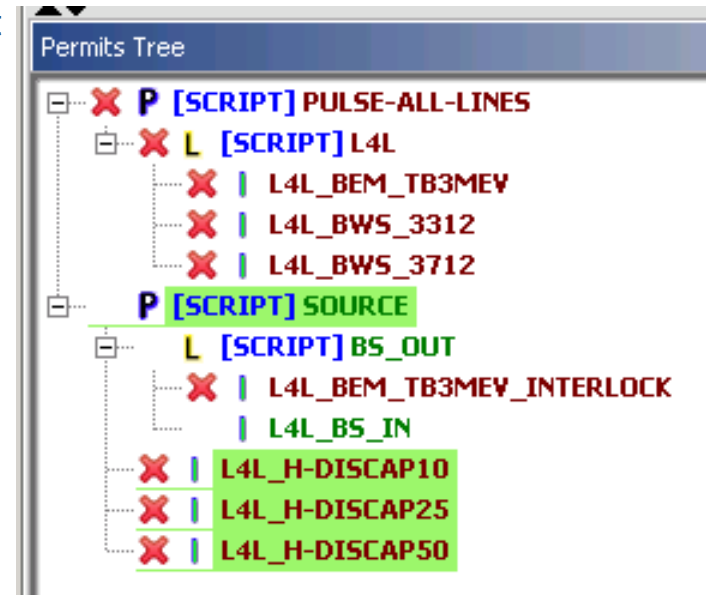 Permits Tree
P [SCRIPT] PULSE-ALL-LINES
L [SCRIPT] L4L
L4L_BEM_TB3MEV
L4L_BWS_3312
L4L_BWS_3712
P [SCRIPT] SOURCE
L [SCRIPT] BS_OUT
L4L_BEM_TB3MEV_INTERLOCK
L4L_BS_IN
L4L_H-DISCAP10
L4L_H-DISCAP25
L4L_H-DISCAP50